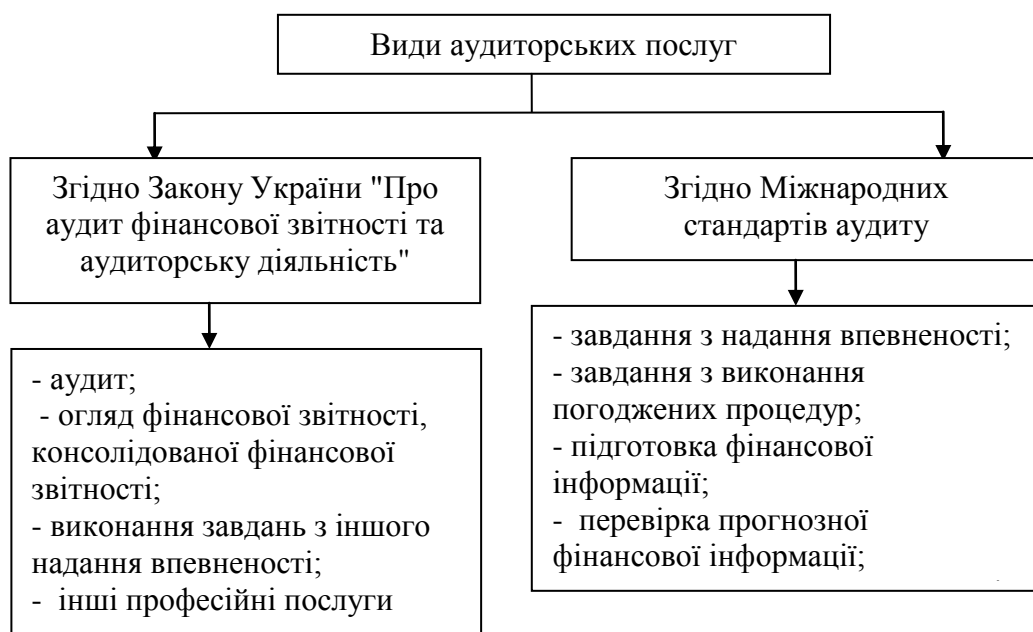 Види аудиторських послуг
Згідно Закону України "Про
аудит фінансової звітності та
аудиторську діяльність"
Згідно Міжнародних
стандартів аудиту
- аудит;
- огляд фінансової звітності,
консолідованої фінансової
звітності;
- виконання завдань з іншого
надання впевненості;
- інші професійні послуги
- завдання з надання впевненості;
- завдання з виконання
погоджених процедур;
- підготовка фінансової
інформації;
- перевірка прогнозної
фінансової інформації;